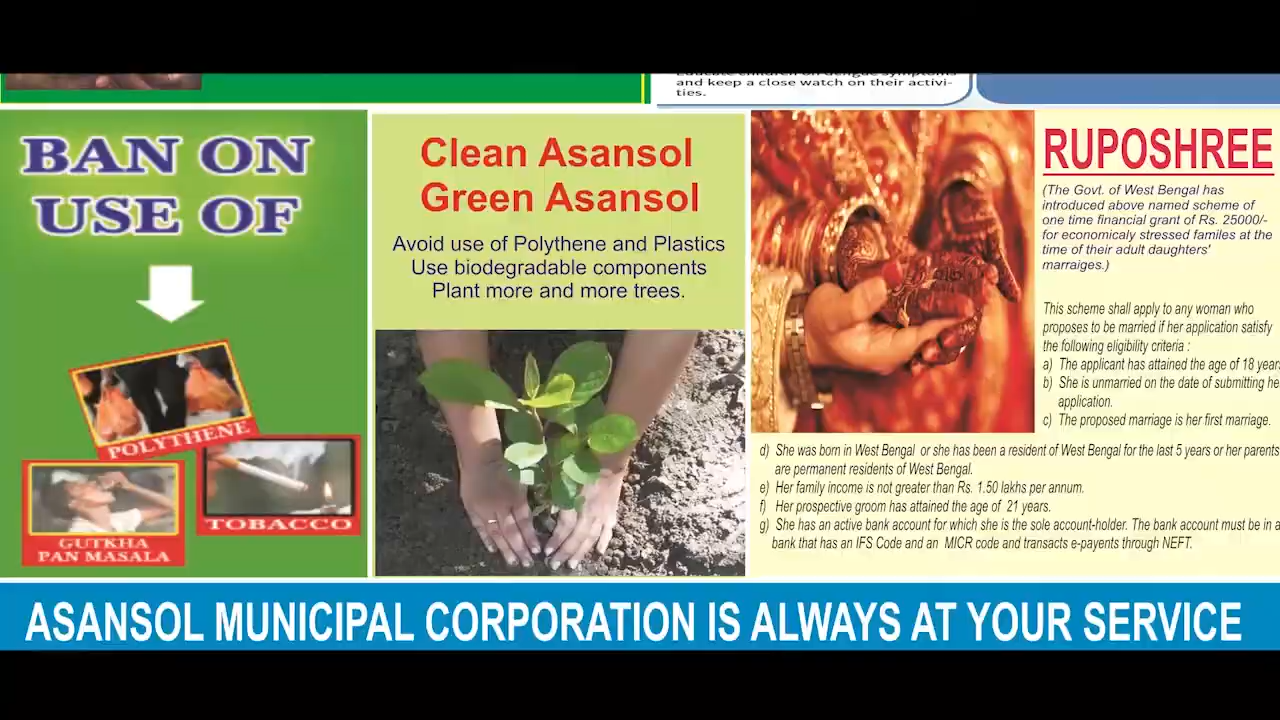 and keep a close watch on their activi-
ties.
BAN ON
USE OF
POLYTHENE
TOBACCO
GUTKHA
PAN MASALA
Clean Asansol
Green Asansol
Avoid use of Polythene and Plastics
Use biodegradable components
Plant more and more trees.
RUPOSHREE
(The Govt. of West Bengal has
introduced above named scheme of
one time financial grant of Rs. 25000/-
for economicaly stressed familes at the
time of their adult daughters'
marraiges.)
This scheme shall apply to any woman who
proposes to be married if her application satisfy
the following eligibility criteria :
a) The applicant has attained the age of 18 years
b) She is unmarried on the date of submitting he
application.
c) The proposed marriage is her first marriage.
d) She was born in West Bengal or she has been a resident of West Bengal for the last 5 years or her parents
are permanent residents of West Bengal.
e) Her family income is not greater than Rs. 1.50 lakhs per annum.
f) Her prospective groom has attained the age of 21 years.
g) She has an active bank account for which she is the sole account-holder. The bank account must be in a
bank that has an IFS Code and an MICR code and transacts e-payents through NEFT.
ASANSOL MUNICIPAL CORPORATION IS ALWAYS AT YOUR SERVICE